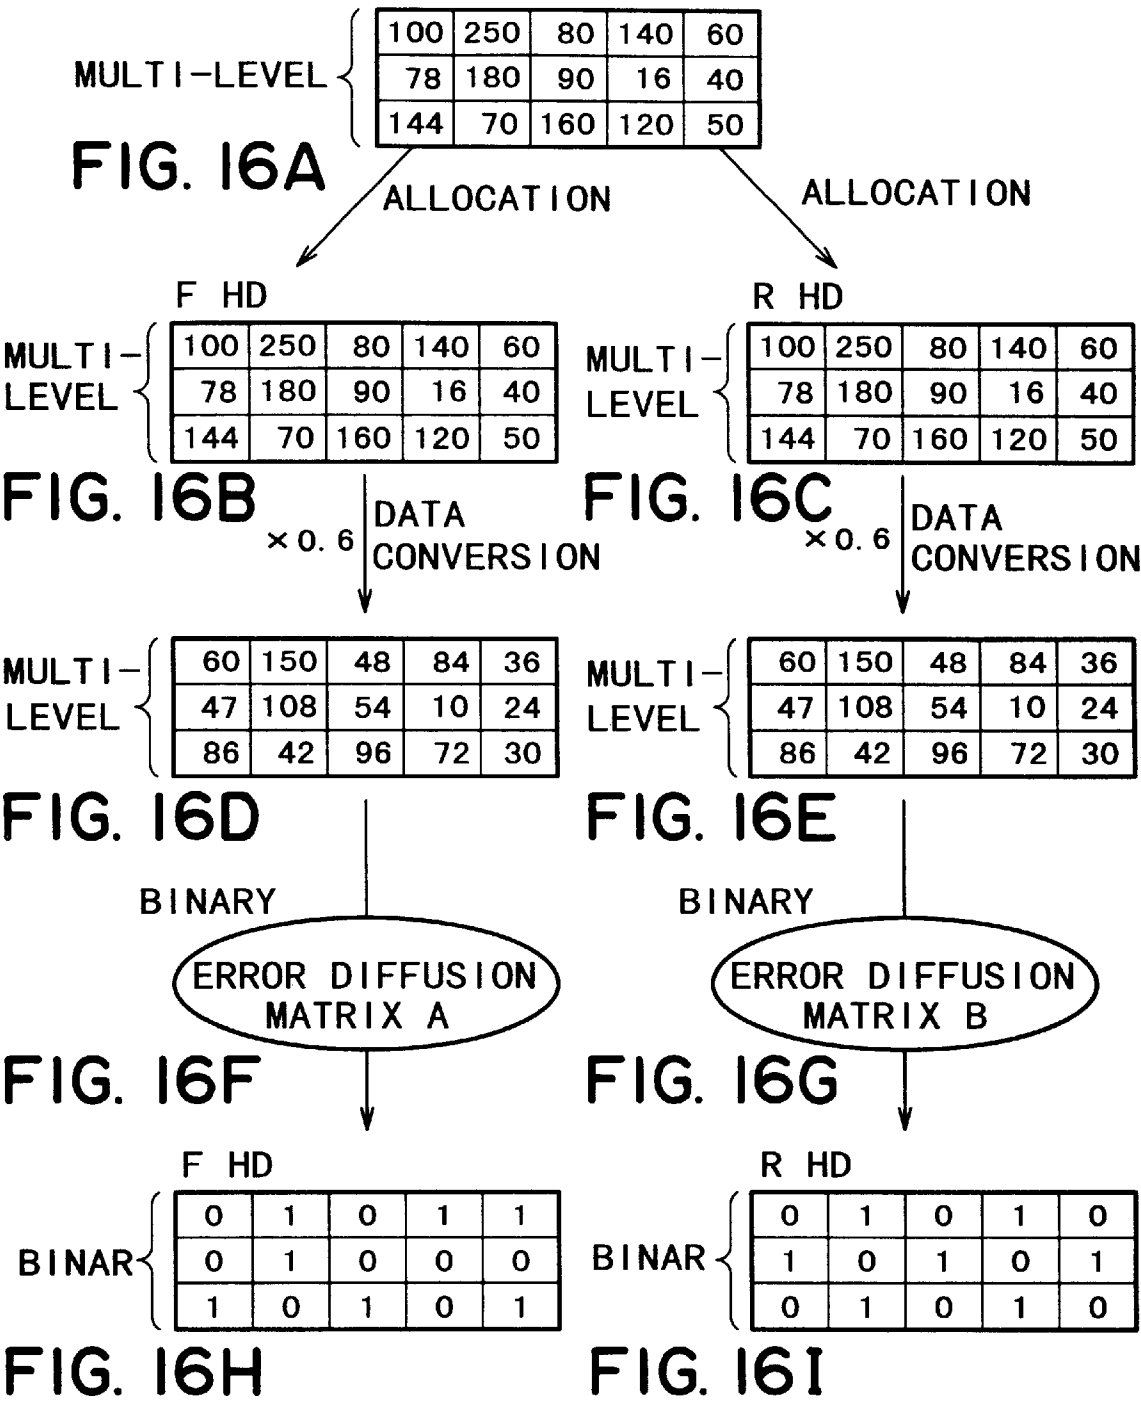 100 250 80 140 60
MULTI-LEVEL 78 180 90 16 40
144 70 160 120 50
FIG. 16A
ALLOCATION ALLOCATION
F HD R HD
MULTI-LEVEL
100 250 80 140 60
78 180 90 16 40
144 70 160 120 50
MULTI-LEVEL
100 250 80 140 60
78 180 90 16 40
144 70 160 120 50
FIG. 16B FIG. 16C
×0.6 DATA CONVERSION
×0.6 DATA CONVERSION
MULTI-LEVEL
60 150 48 84 36
47 108 54 10 24
86 42 96 72 30
MULTI-LEVEL
60 150 48 84 36
47 108 54 10 24
86 42 96 72 30
FIG. 16D FIG. 16E
BINARY BINARY
ERROR DIFFUSION
MATRIX A
ERROR DIFFUSION
MATRIX B
FIG. 16F FIG. 16G
F HD R HD
BINAR
0 1 0 1 1
0 1 0 0 0
1 0 1 0 1
BINAR
0 1 0 1 0
1 0 1 0 1
0 1 0 1 0
FIG. 16H FIG. 16I